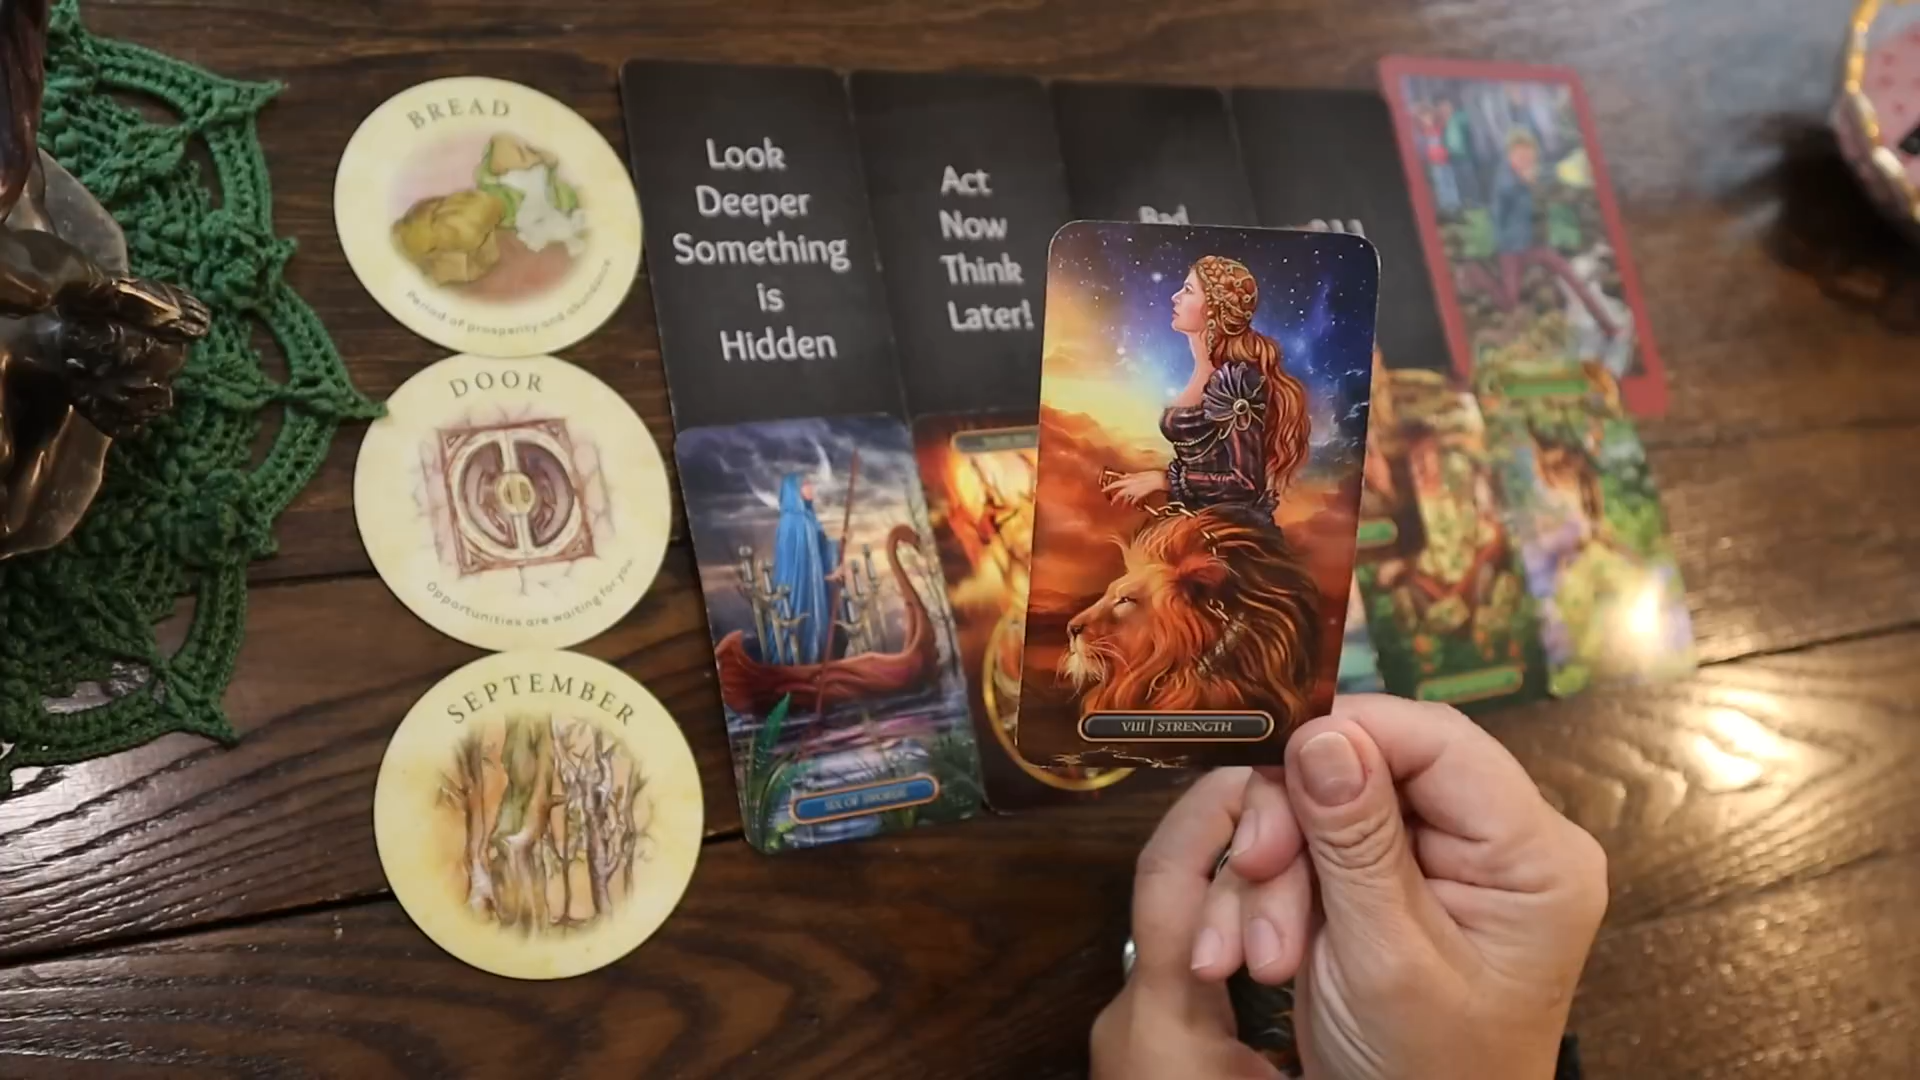 BREAD
Period of prosperity and abundance
DOOR
Opportunities are waiting for you.
SEPTEMBER
Look
Deeper
Something
is
Hidden
Act
Now
Think
Later!
Bad
VIII | STRENGTH
SIX OF SWORDS